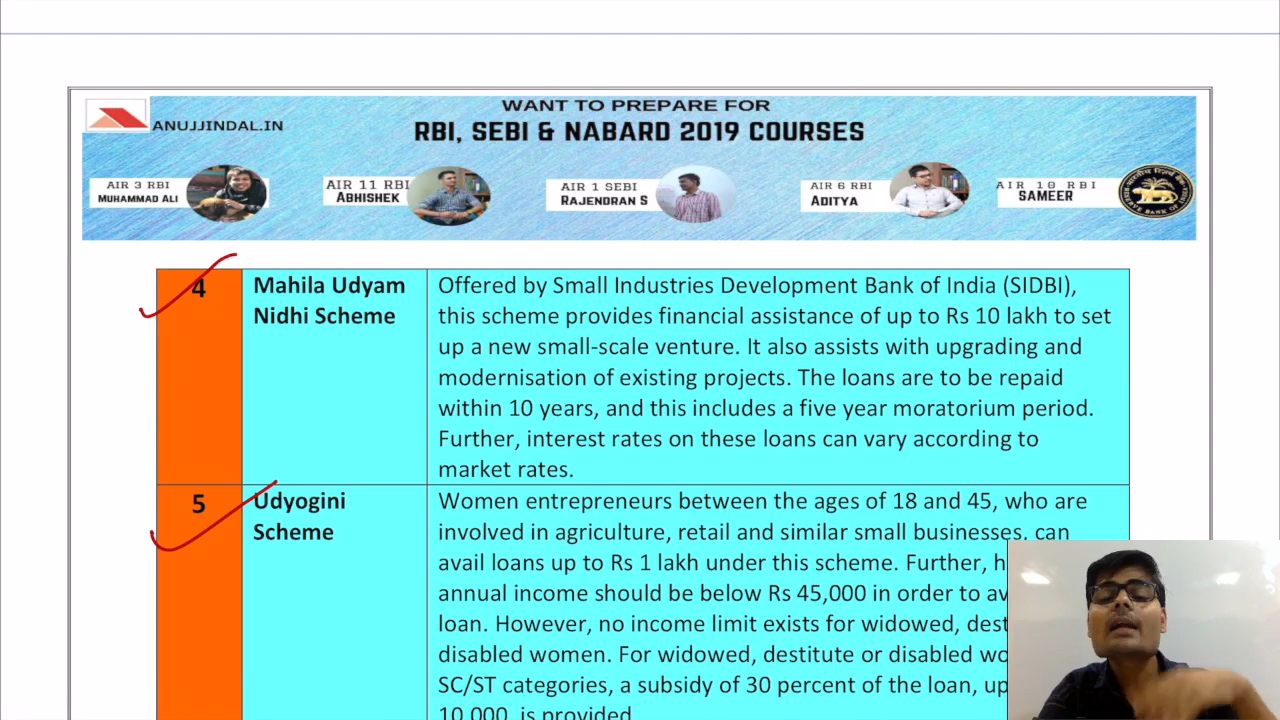 WANT TO PREPARE FOR
ANUJJINDAL.IN
RBI, SEBI & NABARD 2019 COURSES
AIR 3 RBI
MUHAMMAD ALI
AIR 11 RBI
ABHISHEK
AIR 1 SEBI
RAJENDRAN S
AIR 6 RBI
ADITYA
AIR 10 RBI
SAMEER
4
Mahila Udyam
Nidhi Scheme
Offered by Small Industries Development Bank of India (SIDBI),
this scheme provides financial assistance of up to Rs 10 lakh to set
up a new small-scale venture. It also assists with upgrading and
modernisation of existing projects. The loans are to be repaid
within 10 years, and this includes a five year moratorium period.
Further, interest rates on these loans can vary according to
market rates.
5
Udyogini
Scheme
Women entrepreneurs between the ages of 18 and 45, who are
involved in agriculture, retail and similar small businesses, can
avail loans up to Rs 1 lakh under this scheme. Further, h
annual income should be below Rs 45,000 in order to av
loan. However, no income limit exists for widowed, dest
disabled women. For widowed, destitute or disabled wo
SC/ST categories, a subsidy of 30 percent of the loan, up
10,000, is provided